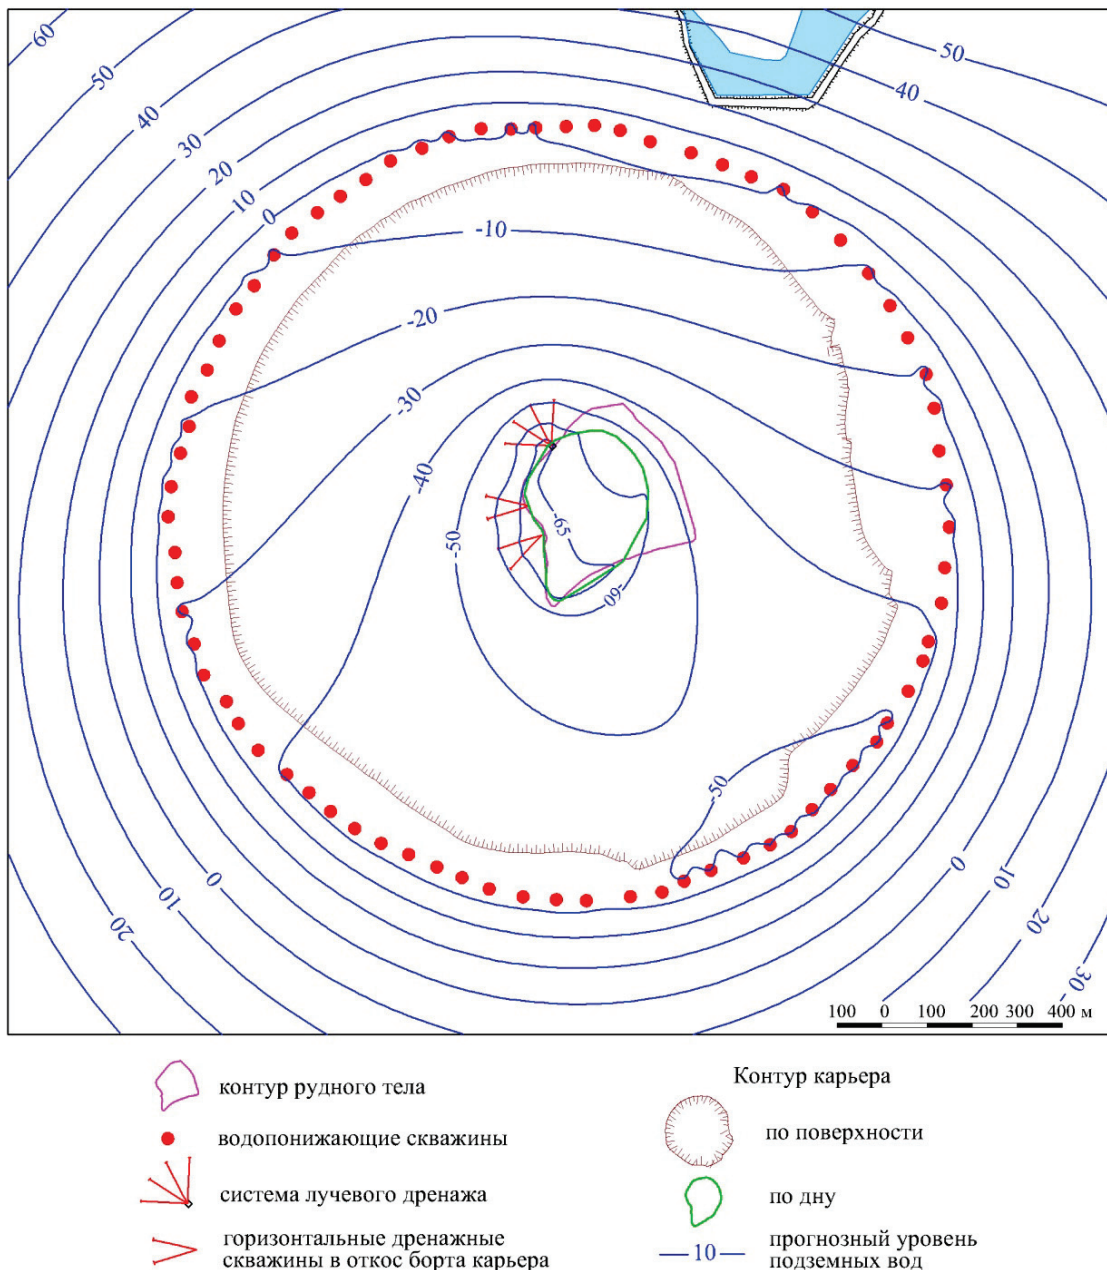 60
50
40
30
20
10
0
50
40
-10
-20
-30
-40
-50
-65
-60
-50
0
10
20
30
0
10
20
100 0 100 200 300 400 м
контур рудного тела
водопонижающие скважины
система лучевого дренажа
горизонтальные дренажные
скважины в откос борта карьера
Контур карьера
по поверхности
по дну
10
прогнозный уровень
подземных вод